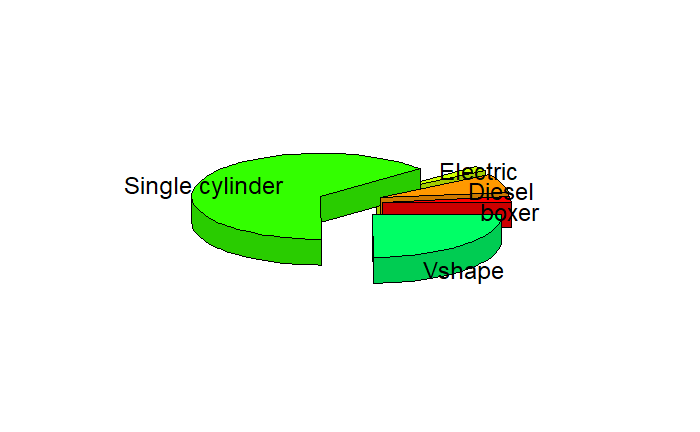 Electric
Single cylinder
Diesel
boxer
Vshape